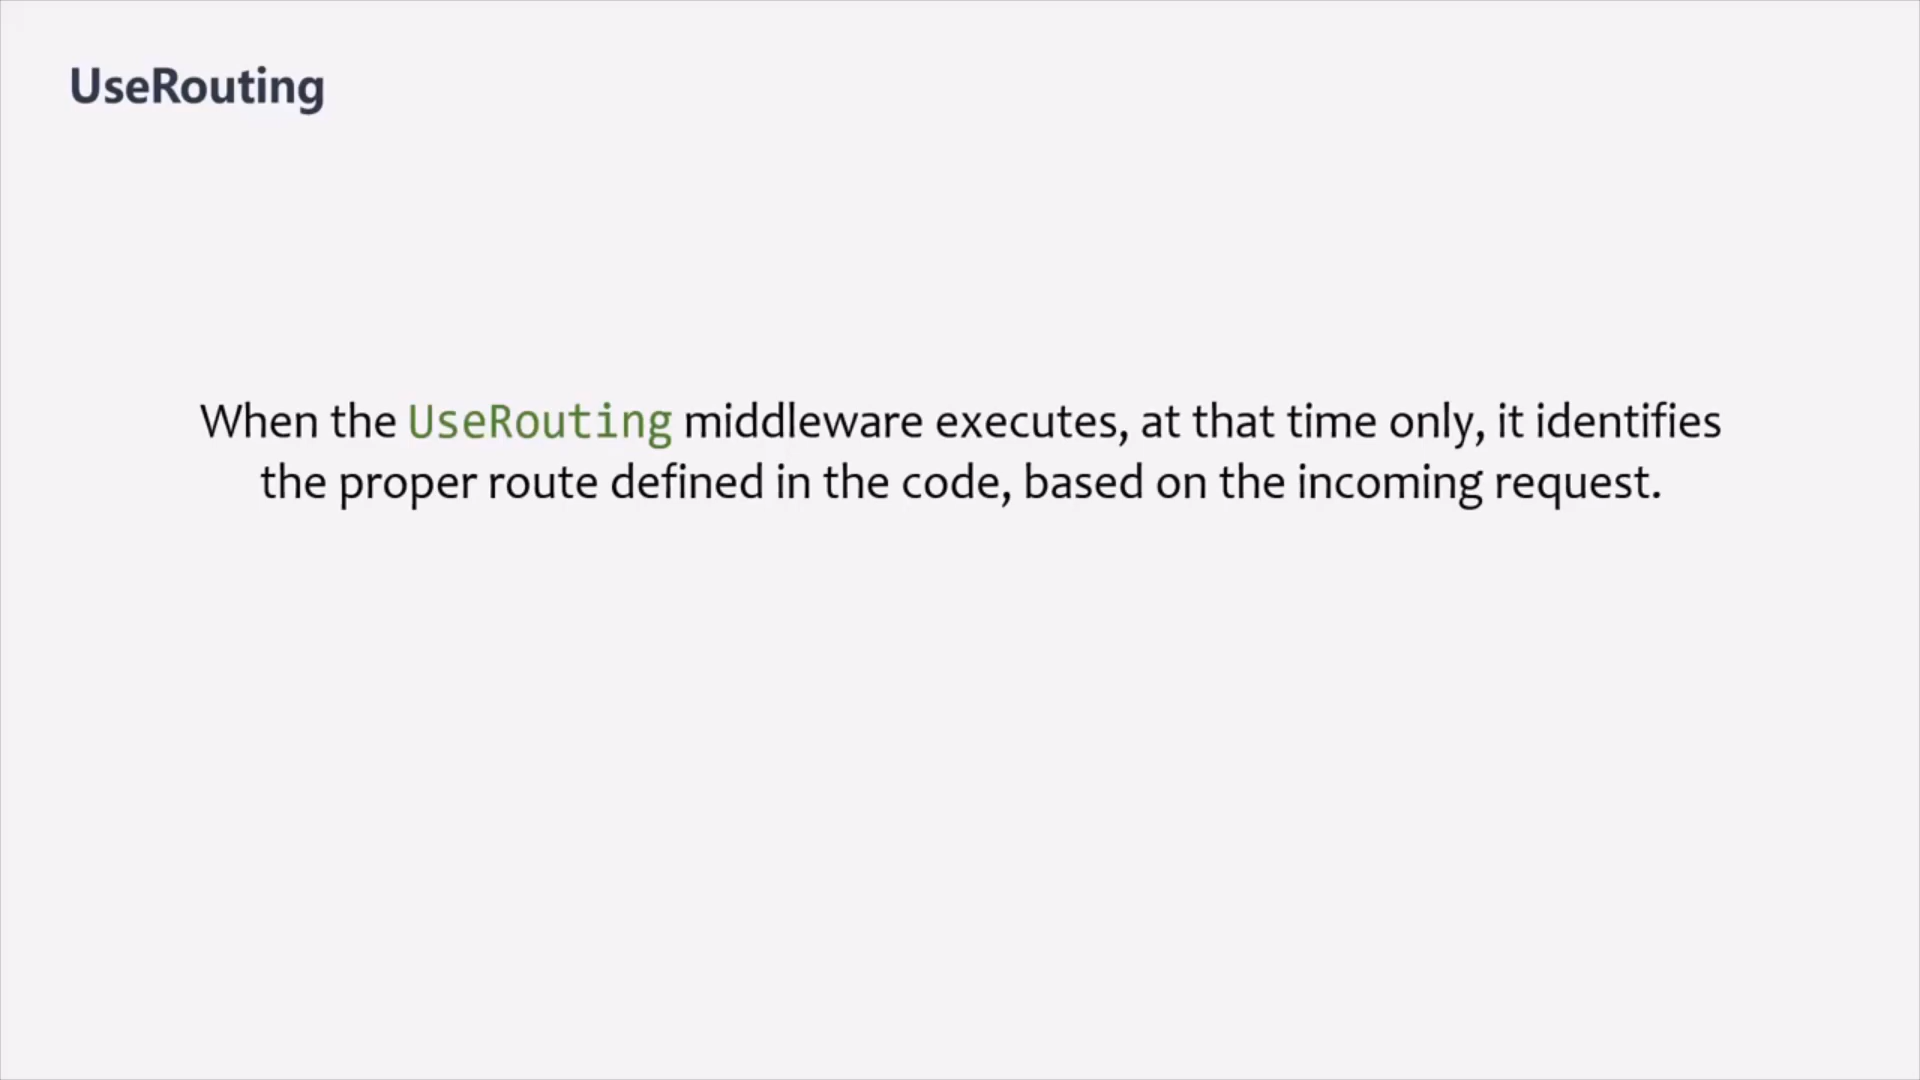 UseRouting
When the UseRouting middleware executes, at that time only, it identifies
the proper route defined in the code, based on the incoming request.